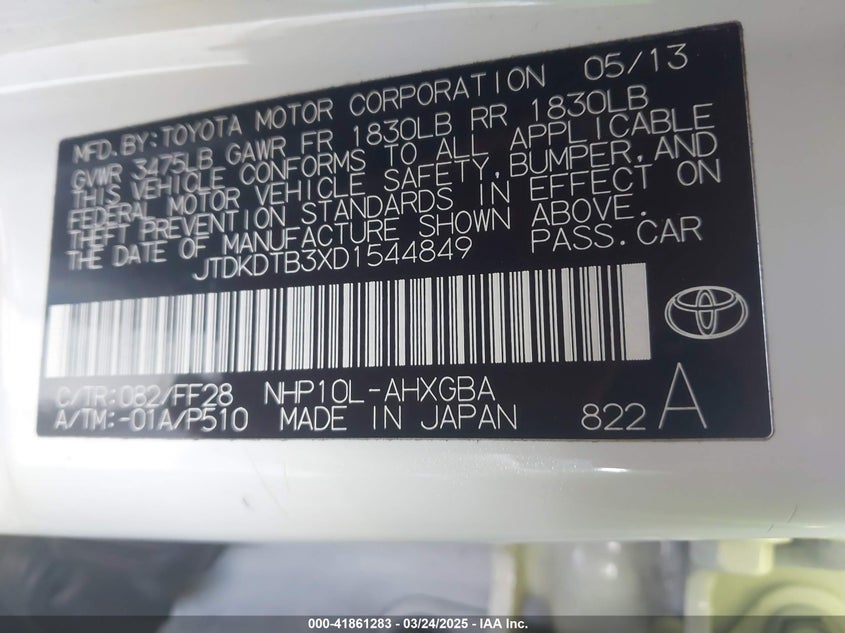 MFD.BY:TOYOTA MOTOR CORPORATION 05/13
GVWR 3475LB GAWR FR 1830LB RR 1830LB
THIS VEHICLE CONFORMS TO ALL APPLICABLE
FEDERAL MOTOR VEHICLE SAFETY,BUMPER,AND
THEFT PREVENTION STANDARDS IN EFFECT ON
THE DATE OF MANUFACTURE SHOWN ABOVE.
JTDKDTB3XD1544849 PASS.CAR
C/TR:082/FF28 NHP10L-AHXGBA
A/TM:-01A/P510 MADE IN JAPAN 822 A
000-41861283 - 03/24/2025 - IAA Inc.